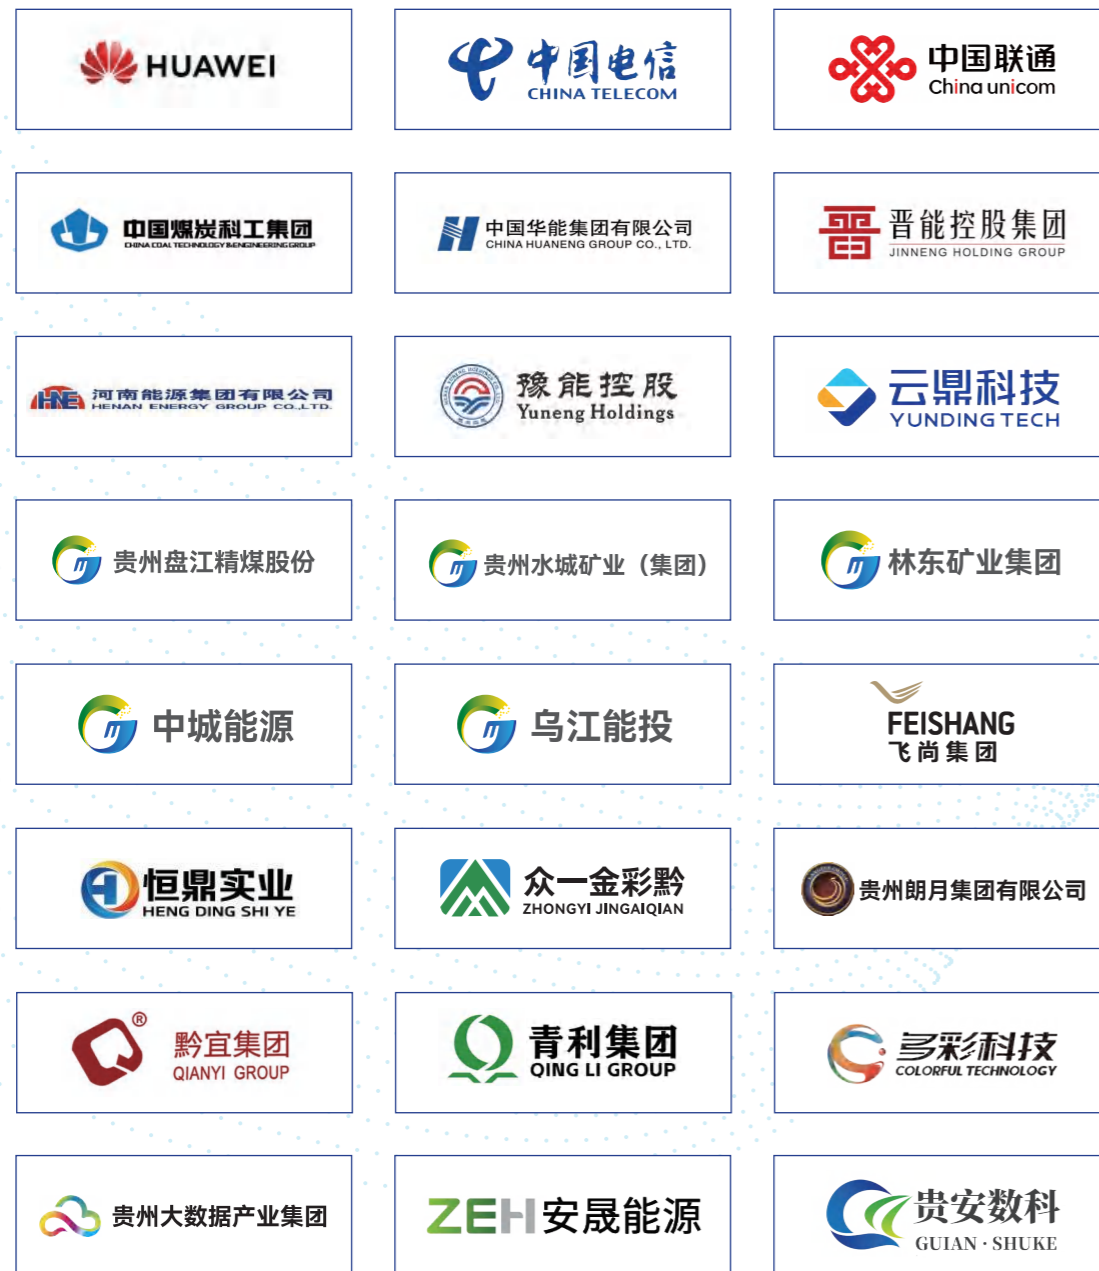 HUAWEI
中国电信
CHINA TELECOM
中国联通
China unicom
中国煤炭科工集团
CHINA COAL TECHNOLOGY & ENGINEERING GROUP
中国华能集团有限公司
CHINA HUANENG GROUP CO., LTD.
晋能控股集团
JINNENG HOLDING GROUP
HNE
河南能源集团有限公司
HENAN ENERGY GROUP CO.,LTD.
豫能控股
Yuneng Holdings
云鼎科技
YUNDING TECH
贵州盘江精煤股份
贵州水城矿业（集团）
林东矿业集团
中城能源
乌江能投
FEISHANG
飞尚集团
恒鼎实业
HENG DING SHI YE
众一金彩黔
ZHONGYI JINGAIQIAN
贵州朗月集团有限公司
®
黔宜集团
QIANYI GROUP
青利集团
QING LI GROUP
多彩科技
COLORFUL TECHNOLOGY
贵州大数据产业集团
ZEH 安晟能源
贵安数科
GUIAN · SHUKE